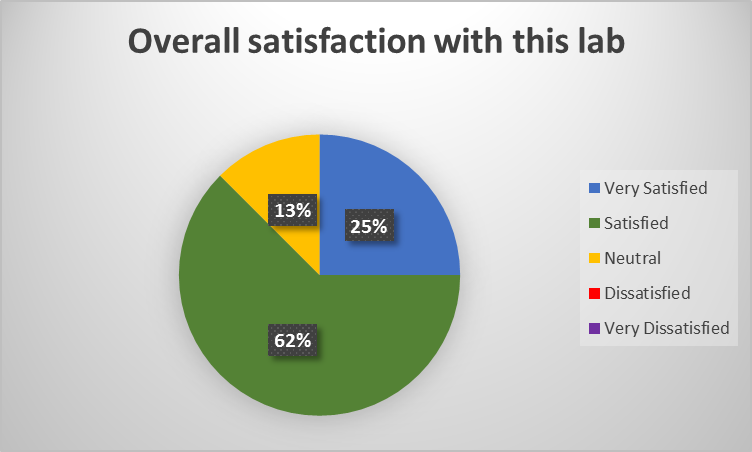 Overall satisfaction with this lab
13%
25%
62%
Very Satisfied
Satisfied
Neutral
Dissatisfied
Very Dissatisfied